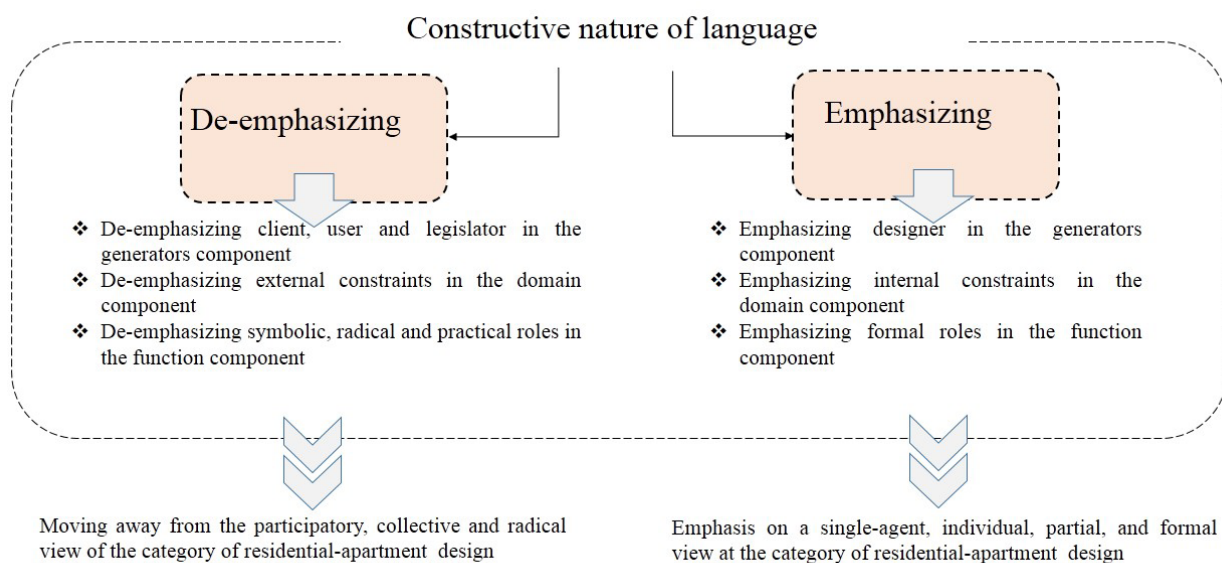 Constructive nature of language
De-emphasizing
❖ De-emphasizing client, user and legislator in the
generators component
❖ De-emphasizing external constraints in the domain
component
❖ De-emphasizing symbolic, radical and practical roles in
the function component
Moving away from the participatory, collective and radical
view of the category of residential-apartment design
Emphasizing
❖ Emphasizing designer in the generators
component
❖ Emphasizing internal constraints in the
domain component
❖ Emphasizing formal roles in the function
component
Emphasis on a single-agent, individual, partial, and formal
view at the category of residential-apartment design